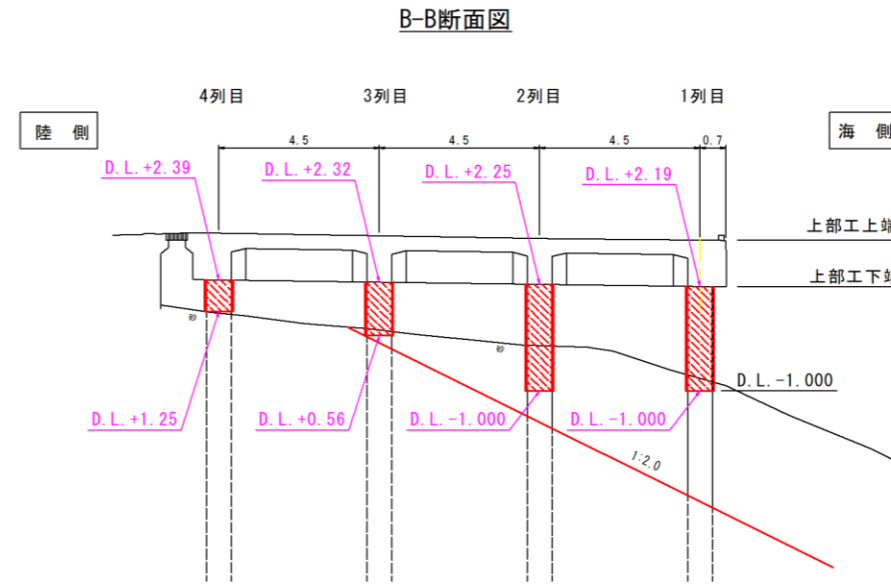 B-B断面図
4列目
3列目
2列目
1列目
陸 側
海 側
4.5
4.5
4.5
0.7
D.L.+2.39
D.L.+2.32
D.L.+2.25
D.L.+2.19
上部工上端
上部工下端
砂
砂
D.L.-1.000
D.L.+1.25
D.L.+0.56
D.L.-1.000
D.L.-1.000
1:2.0